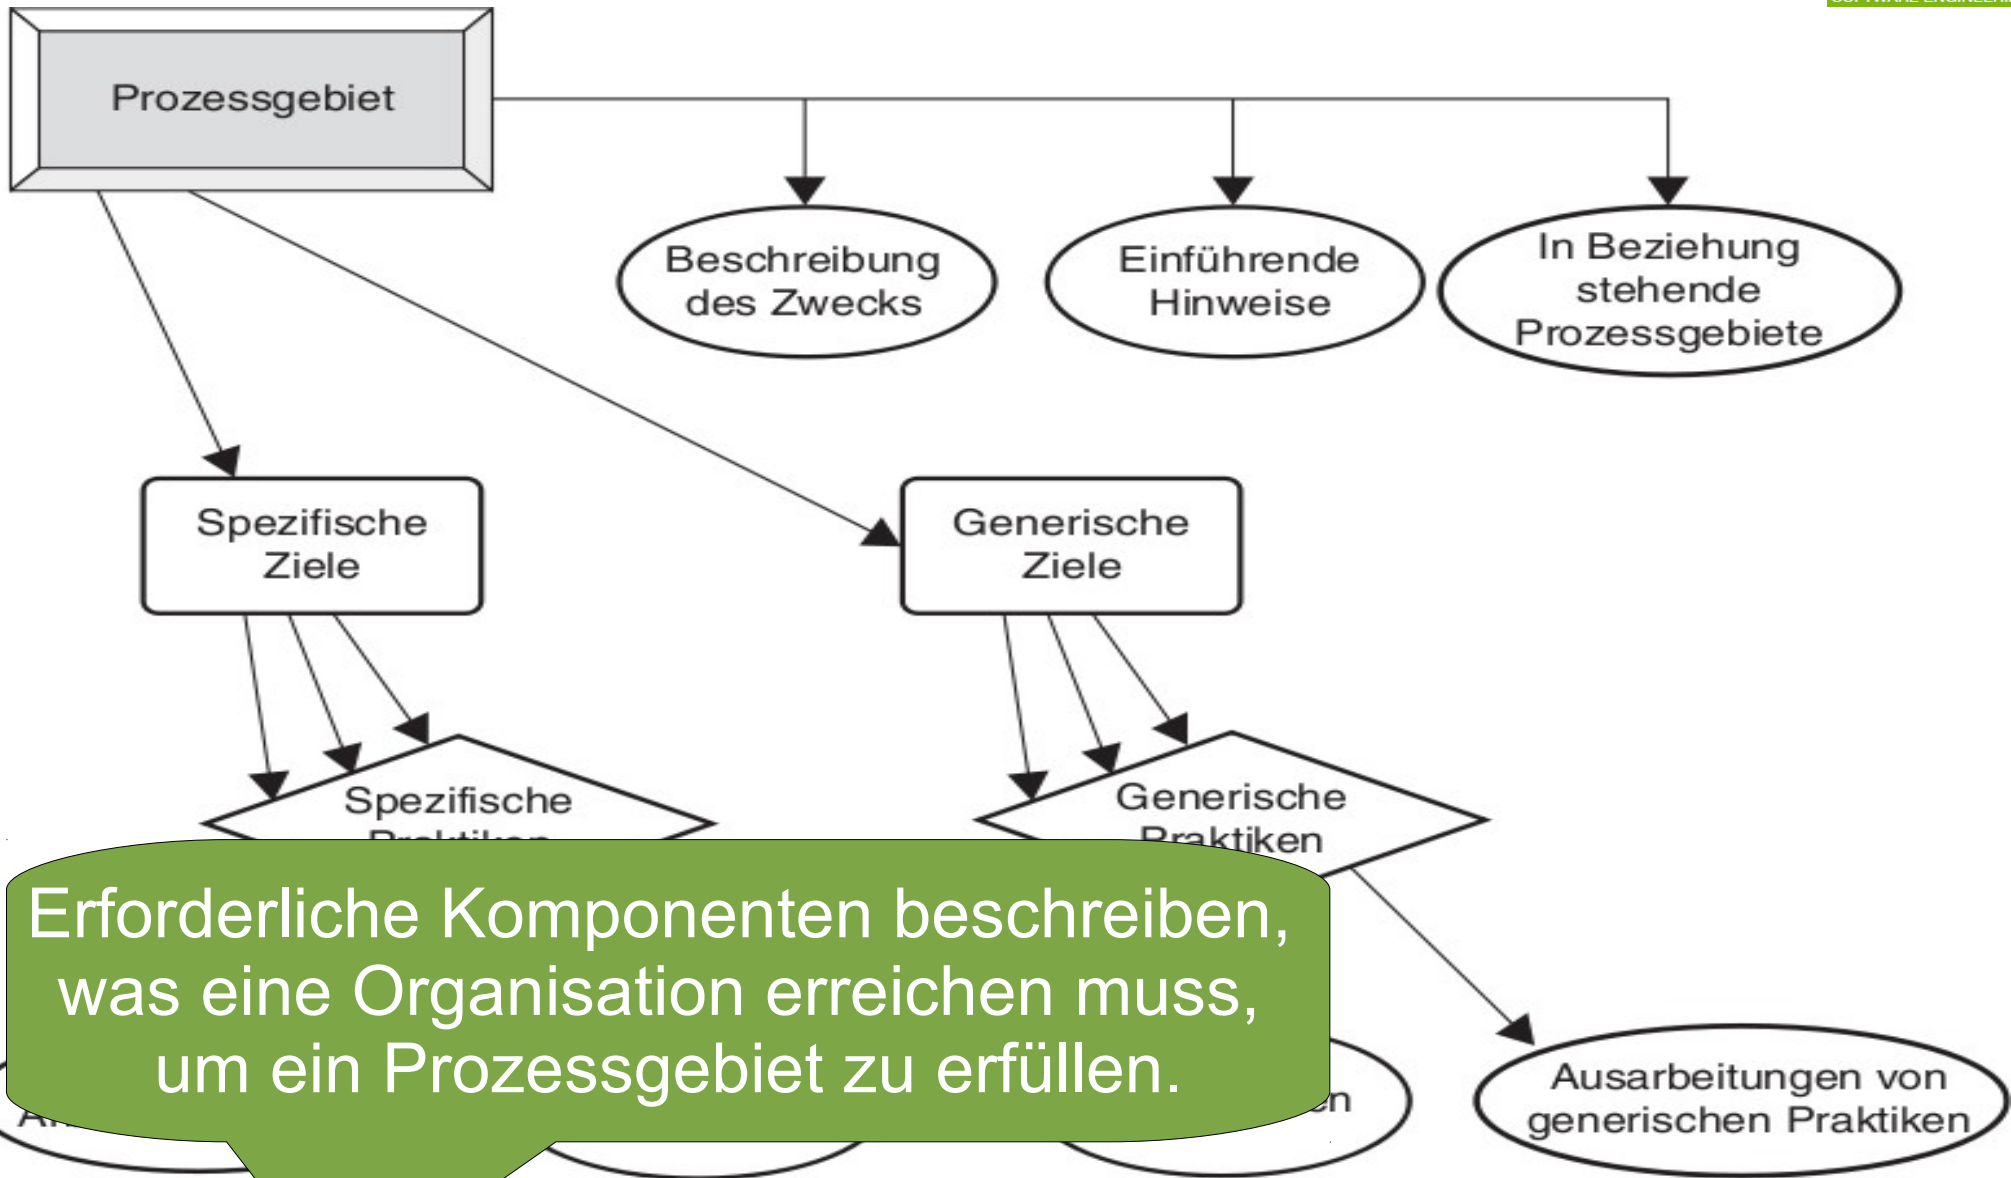 Prozessgebiet
Beschreibung
des Zwecks
Einführende
Hinweise
In Beziehung
stehende
Prozessgebiete
Spezifische
Ziele
Generische
Ziele
Spezifische
Praktiken
Generische
Praktiken
Erforderliche Komponenten beschreiben,
was eine Organisation erreichen muss,
um ein Prozessgebiet zu erfüllen.
Ausarbeitungen von
generischen Praktiken